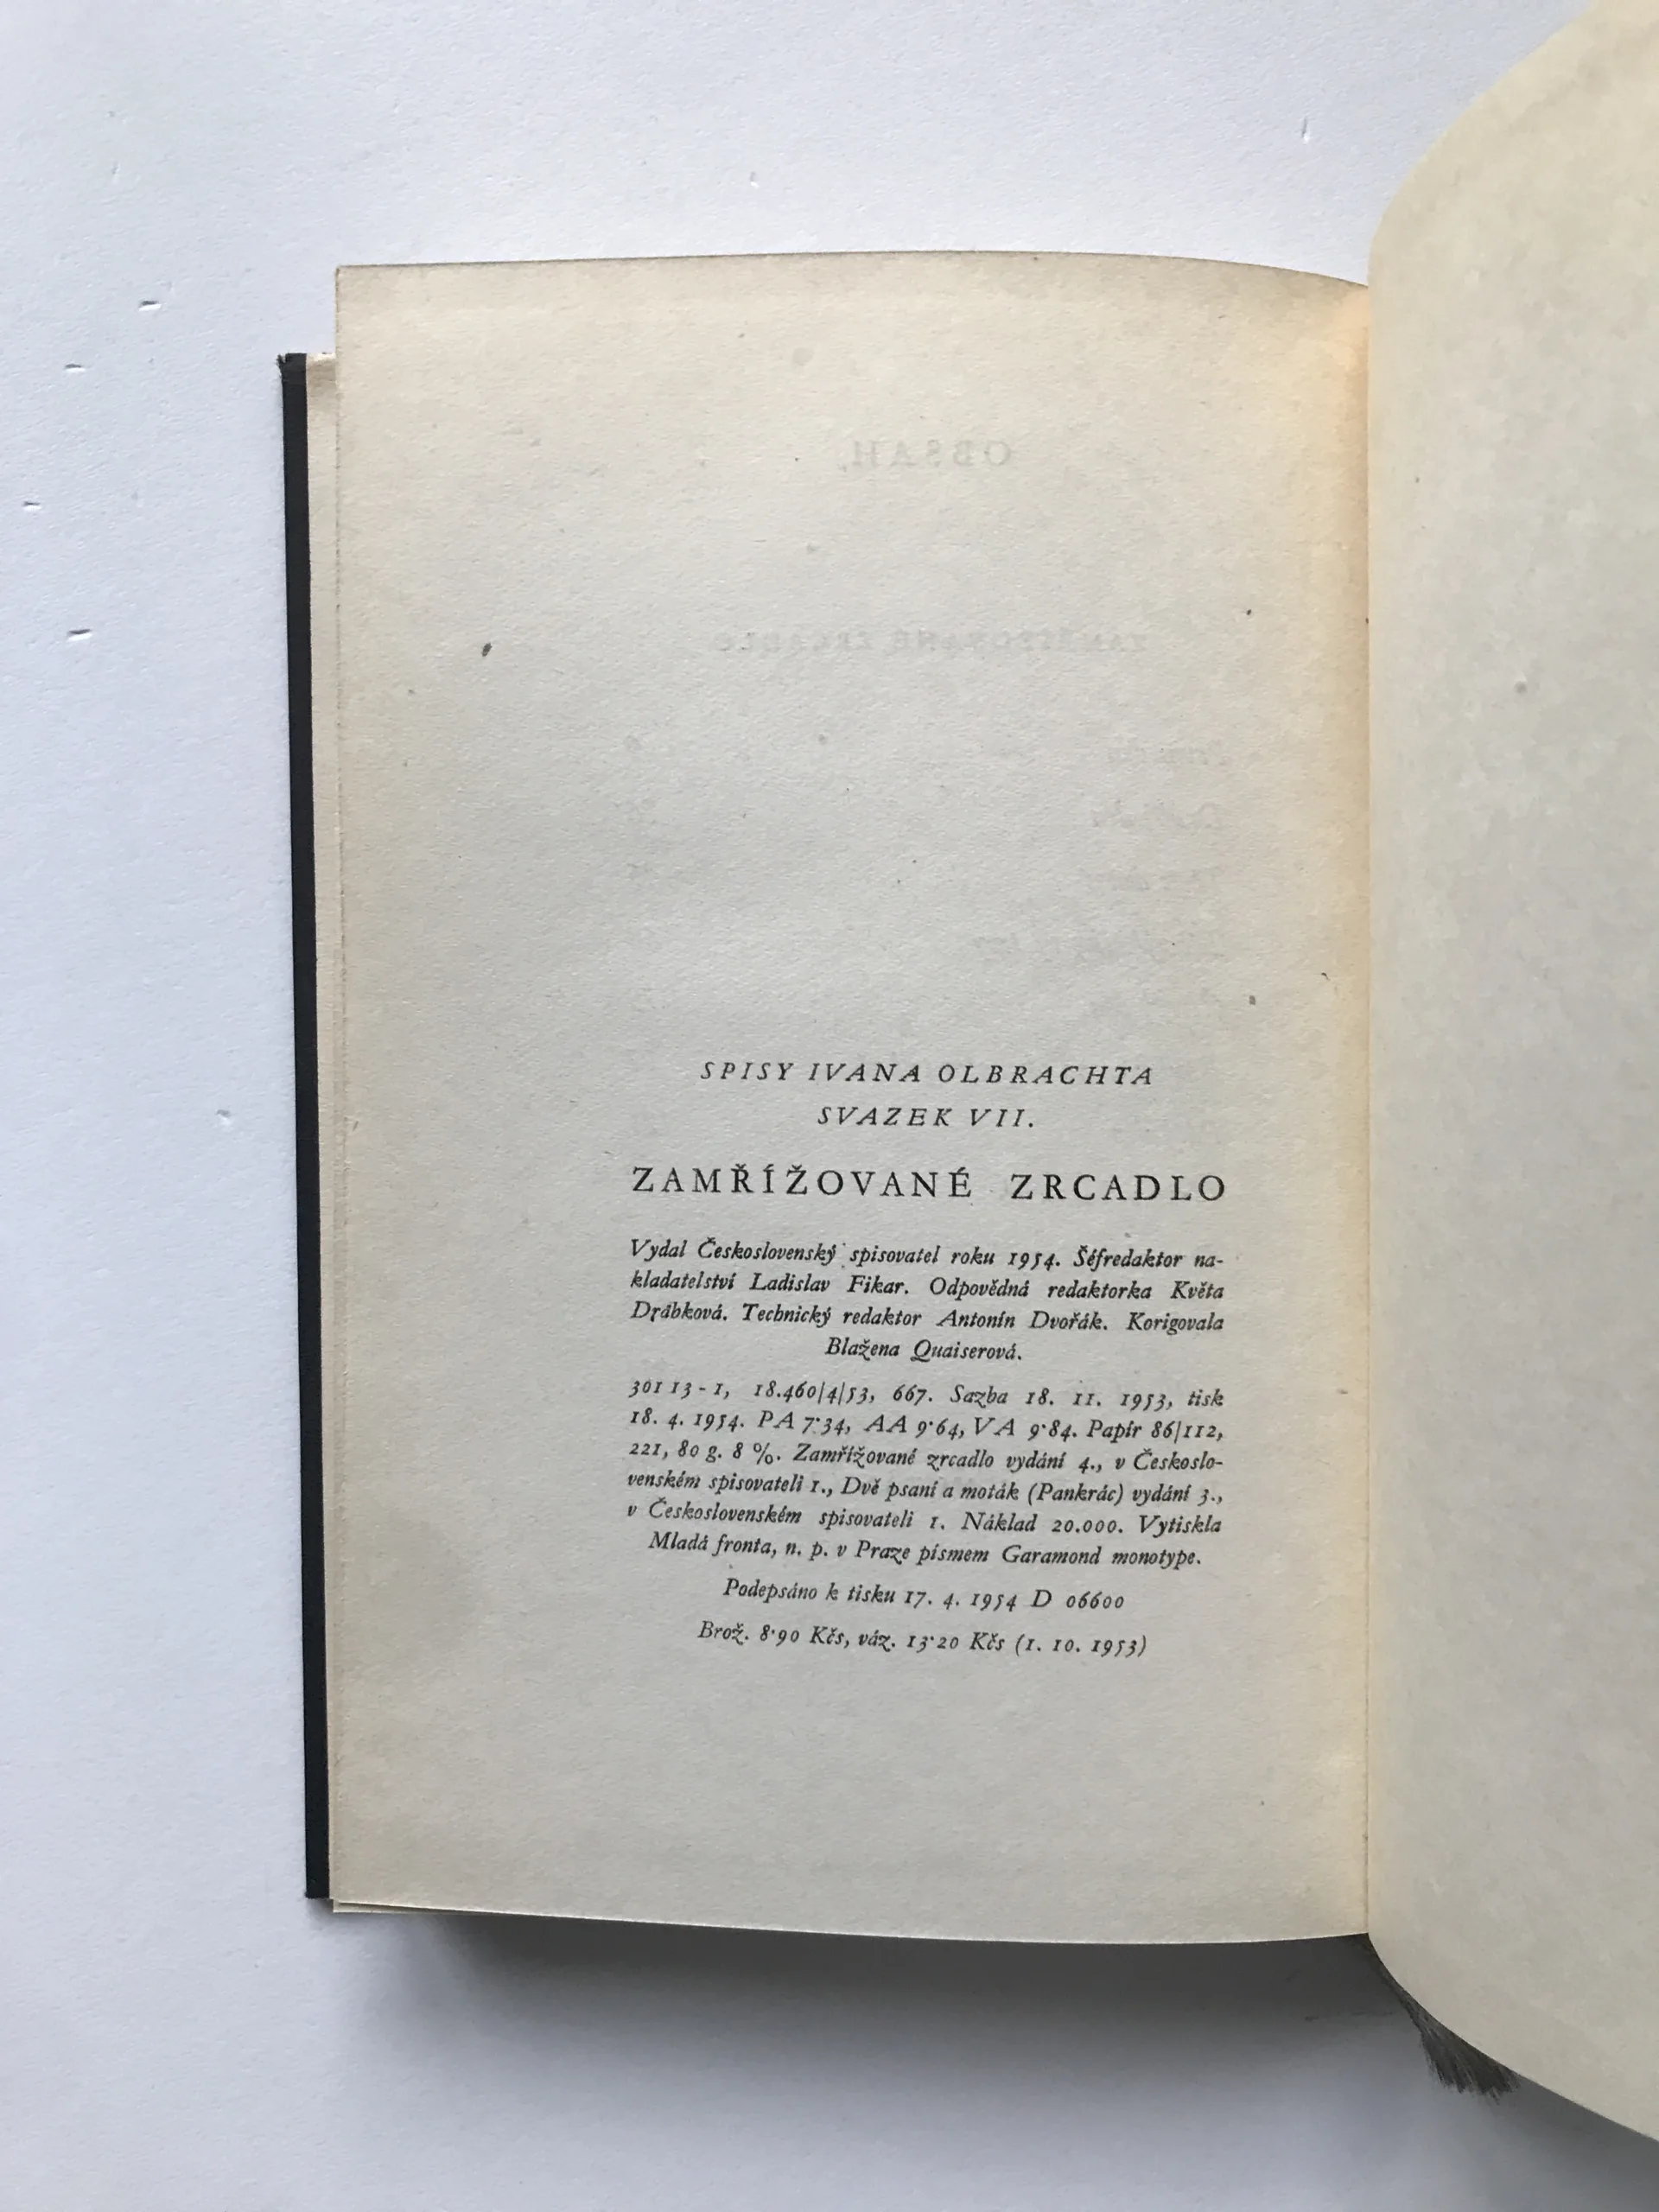 SPISY IVANA OLBRACHTA
SVAZEK VII.
ZAMŘÍŽOVANÉ ZRCADLO
Vydal Československý spisovatel roku 1954. Šéfredaktor na-
kladatelství Ladislav Fikar. Odpovědná redaktorka Květa
Drábková. Technický redaktor Antonín Dvořák. Korigovala
Blažena Quaiserová.
301 13 - 1, 18.460/4/53, 667. Sazba 18. 11. 1953, tisk
18. 4. 1954. PA 7·34, AA 9·64, VA 9·84. Papír 86/112,
221, 80 g. 8 %. Zamřížované zrcadlo vydání 4., v Českoslo-
venském spisovateli 1., Dvě psaní a moták (Pankrác) vydání 3.,
v Československém spisovateli 1. Náklad 20.000. Vytiskla
Mladá fronta, n. p. v Praze písmem Garamond monotype.
Podepsáno k tisku 17. 4. 1954 D 06600
Brož. 8·90 Kčs, váz. 13·20 Kčs (1. 10. 1953)